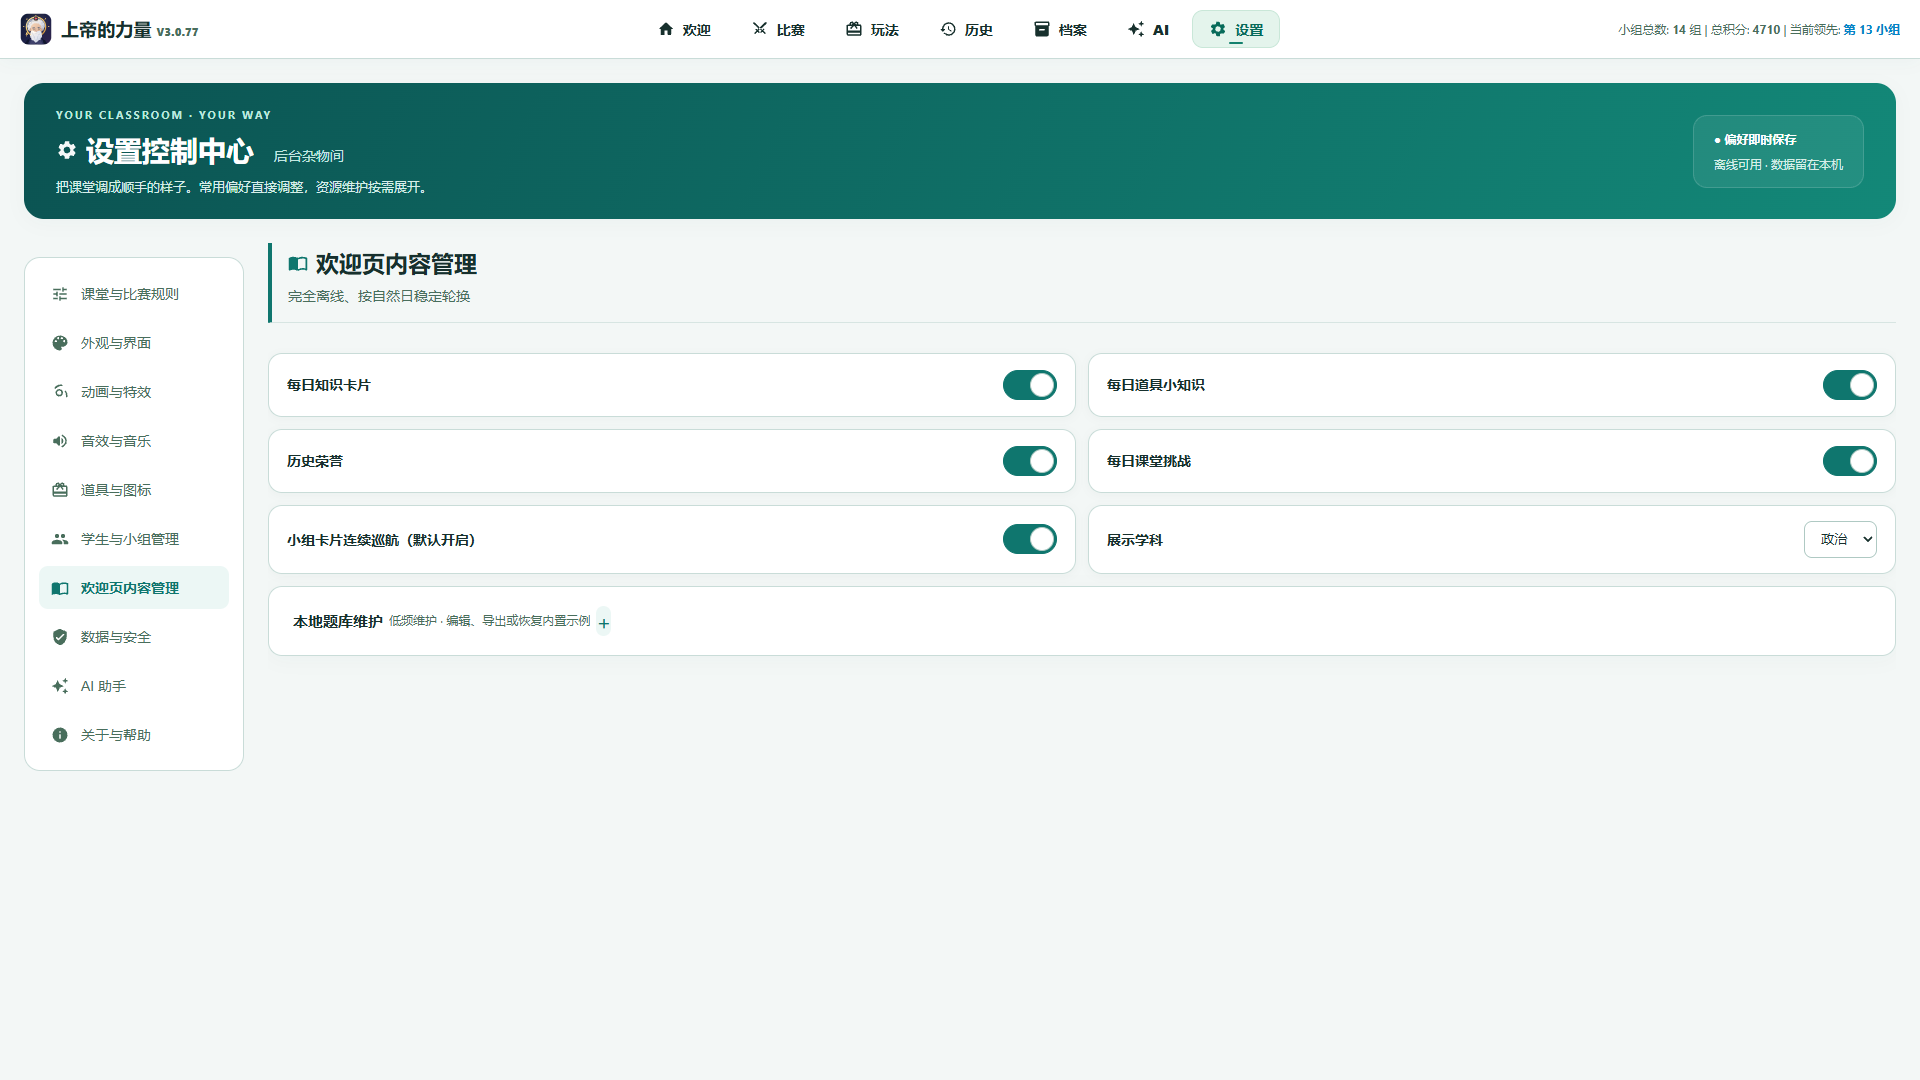 上帝的力量 V3.0.77
欢迎 比赛 玩法 历史 档案 AI 设置
小组总数: 14 组 | 总积分: 4710 | 当前领先: 第 13 小组
YOUR CLASSROOM · YOUR WAY
设置控制中心 后台杂物间
把课堂调成顺手的样子。常用偏好直接调整，资源维护按需展开。
● 偏好即时保存
离线可用 · 数据留在本机
课堂与比赛规则
外观与界面
动画与特效
音效与音乐
道具与图标
学生与小组管理
欢迎页内容管理
数据与安全
AI 助手
关于与帮助
欢迎页内容管理
完全离线、按自然日稳定轮换
每日知识卡片
每日道具小知识
历史荣誉
每日课堂挑战
小组卡片连续巡航（默认开启）
展示学科 政治
本地题库维护 低频维护 · 编辑、导出或恢复内置示例 +